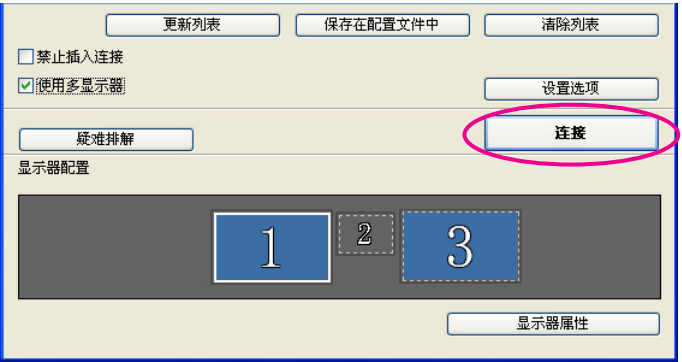 更新列表 保存在配置文件中 清除列表
禁止插入连接
使用多显示器 设置选项
疑难排解 连接
显示器配置
1 2 3
显示器属性